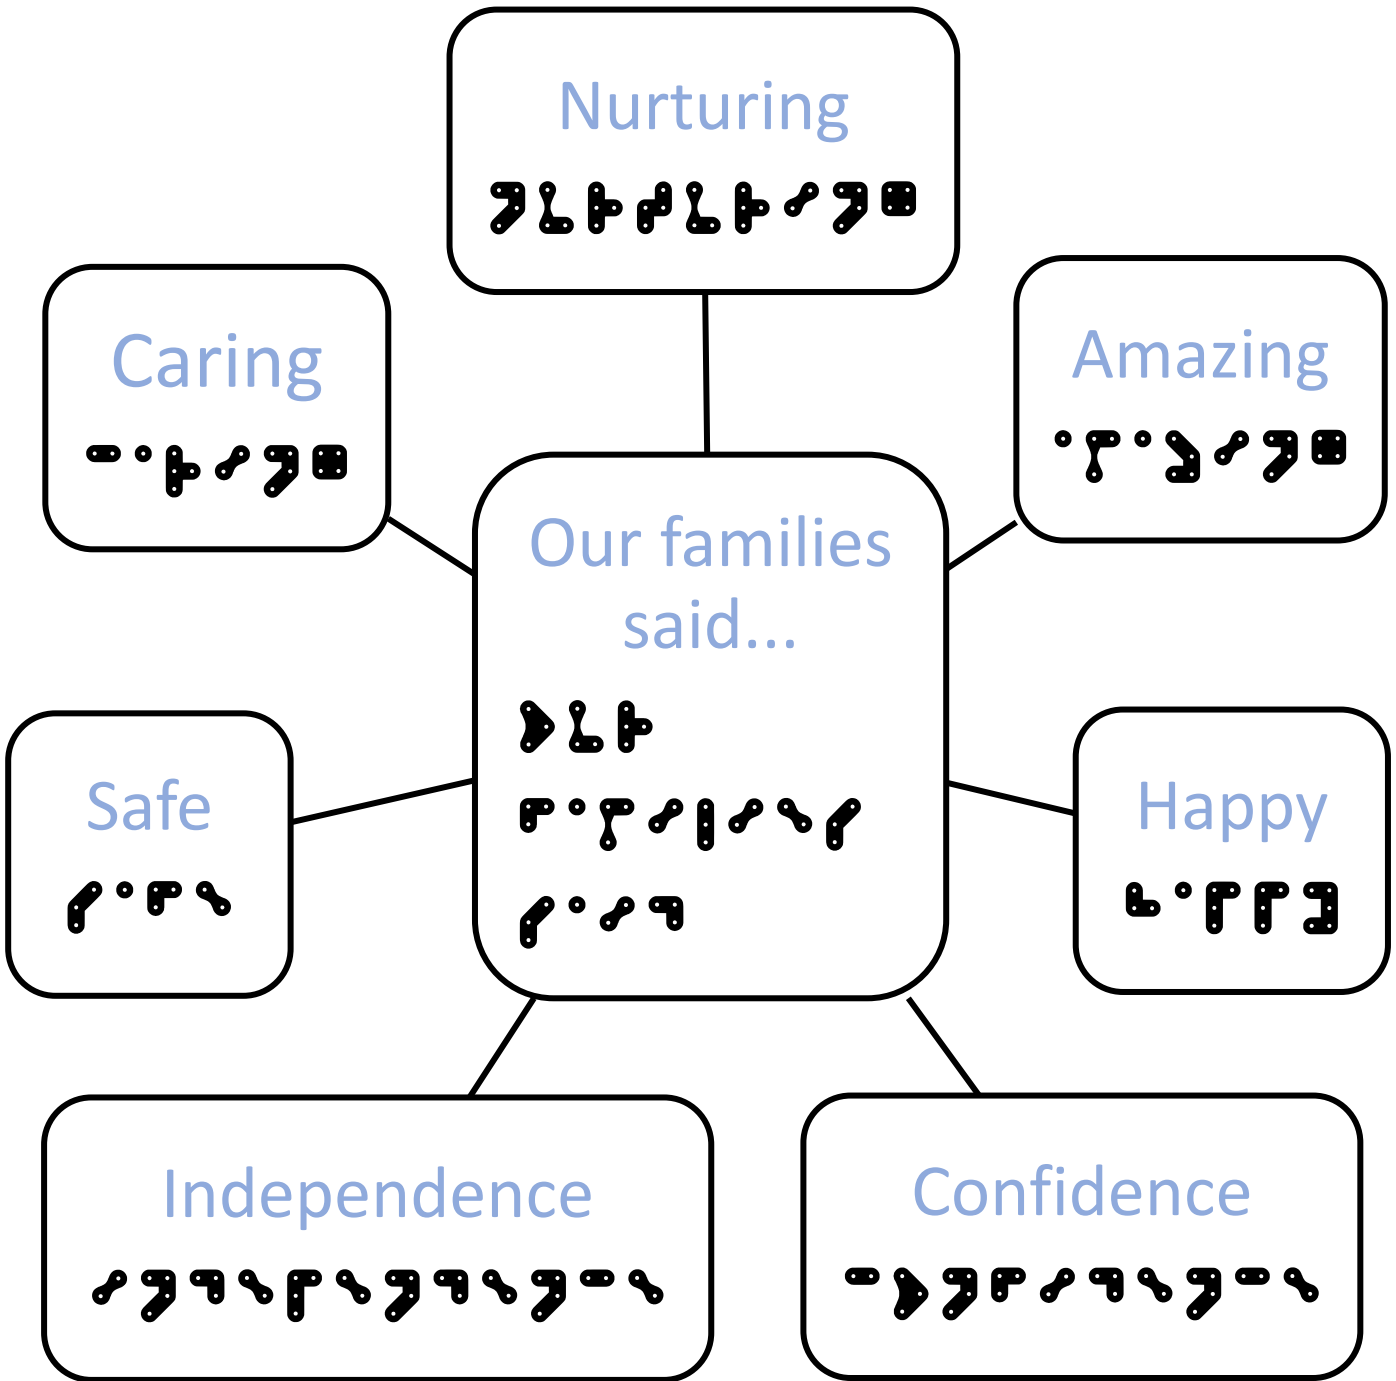 Nurturing
⠝⠥⠗⠞⠥⠗⠊⠝⠛
Caring
⠉⠁⠗⠊⠝⠛
Amazing
⠁⠍⠁⠵⠊⠝⠛
Our families
said...
⠕⠥⠗
⠋⠁⠍⠊⠇⠊⠑⠎
⠎⠁⠊⠙
Safe
⠎⠁⠋⠑
Happy
⠓⠁⠏⠏⠽
Independence
⠊⠝⠙⠑⠏⠑⠝⠙⠑⠝⠉⠑
Confidence
⠉⠕⠝⠋⠊⠙⠑⠝⠉⠑